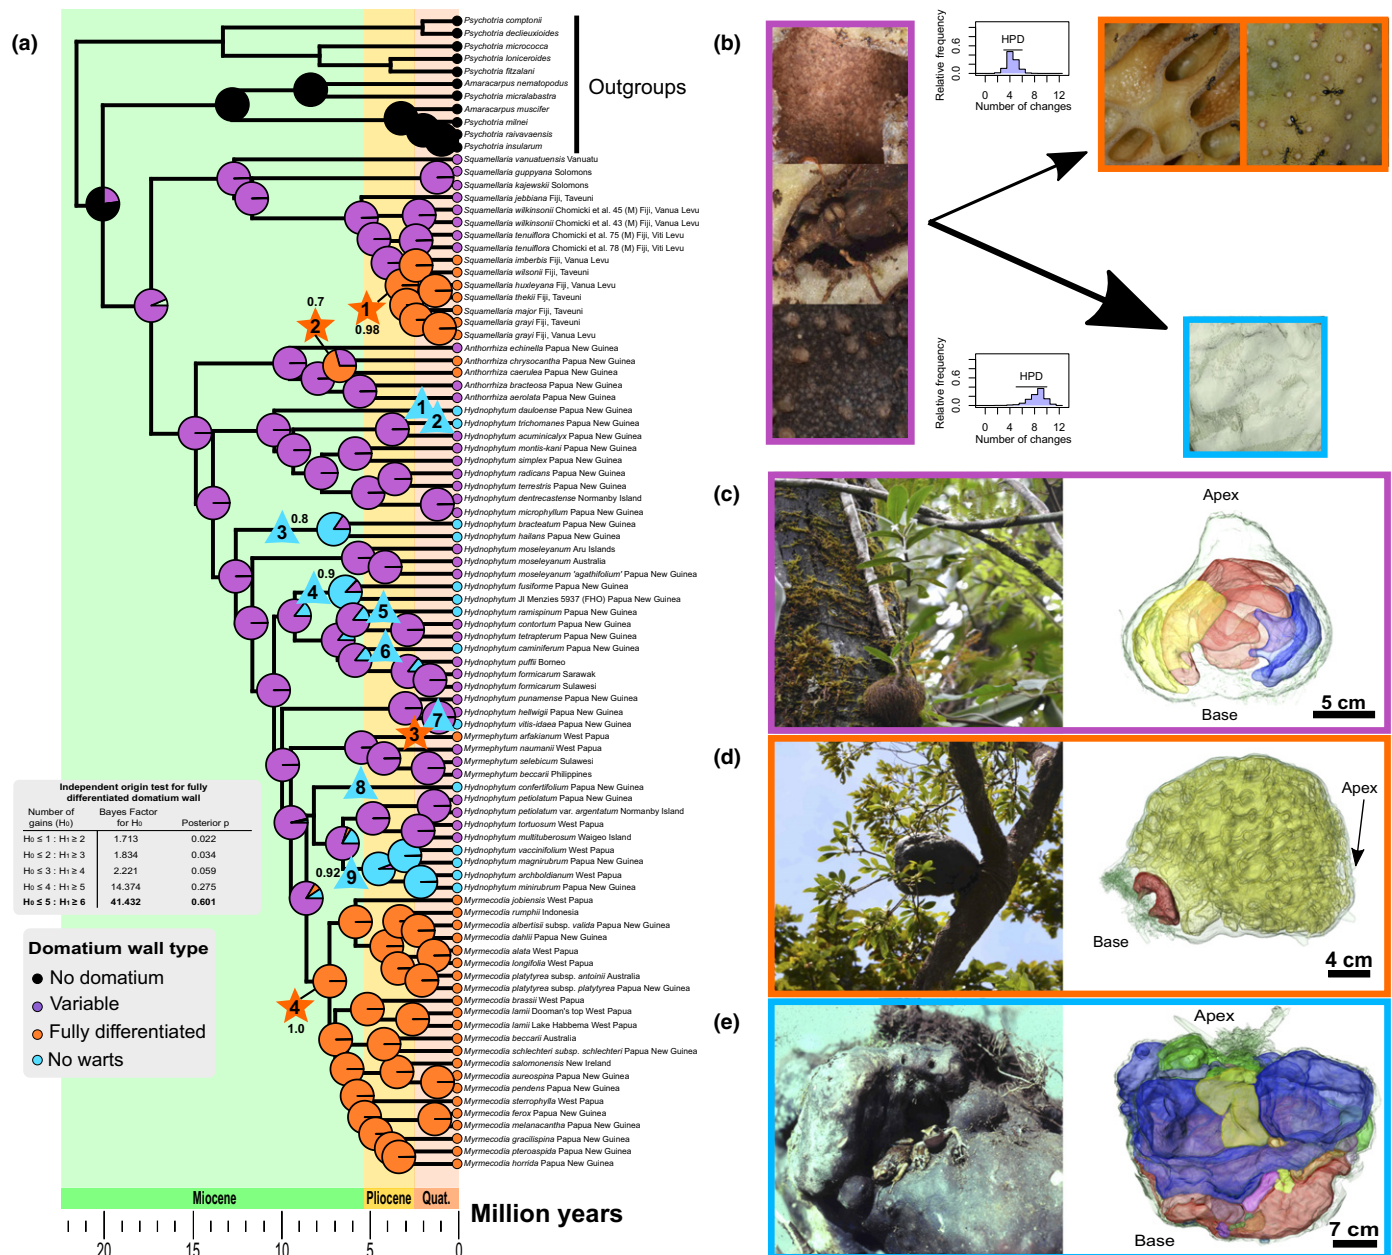 (a)
Psychotria comptonii
Psychotria declieuxioides
Psychotria micrococca
Psychotria loniceroides
Psychotria fitzalani
Amaracarpus nematopodus
Psychotria micralabastra
Amaracarpus muscifer
Psychotria milnei
Psychotria raivavaensis
Psychotria insularum
Outgroups
Squamellaria vanuatuensis Vanuatu
Squamellaria guppyana Solomons
Squamellaria kajewskii Solomons
Squamellaria jebbiana Fiji, Taveuni
Squamellaria wilkinsonii Chomicki et al. 45 (M) Fiji, Vanua Levu
Squamellaria wilkinsonii Chomicki et al. 43 (M) Fiji, Vanua Levu
Squamellaria tenuiflora Chomicki et al. 75 (M) Fiji, Viti Levu
Squamellaria tenuiflora Chomicki et al. 78 (M) Fiji, Viti Levu
Squamellaria imberbis Fiji, Vanua Levu
Squamellaria wilsonii Fiji, Taveuni
Squamellaria huxleyana Fiji, Vanua Levu
Squamellaria thekii Fiji, Taveuni
Squamellaria major Fiji, Taveuni
Squamellaria grayi Fiji, Taveuni
Squamellaria grayi Fiji, Vanua Levu
Anthorrhiza echinella Papua New Guinea
Anthorrhiza chrysocantha Papua New Guinea
Anthorrhiza caerulea Papua New Guinea
Anthorrhiza bracteosa Papua New Guinea
Anthorrhiza aerolata Papua New Guinea
Hydnophytum dauloense Papua New Guinea
Hydnophytum trichomanes Papua New Guinea
Hydnophytum acuminicalyx Papua New Guinea
Hydnophytum montis-kani Papua New Guinea
Hydnophytum simplex Papua New Guinea
Hydnophytum radicans Papua New Guinea
Hydnophytum terrestris Papua New Guinea
Hydnophytum dentrecastense Normanby Island
Hydnophytum microphyllum Papua New Guinea
Hydnophytum bracteatum Papua New Guinea
Hydnophytum hailans Papua New Guinea
Hydnophytum moseleyanum Aru Islands
Hydnophytum moseleyanum Australia
Hydnophytum moseleyanum 'agathifolium' Papua New Guinea
Hydnophytum fusiforme Papua New Guinea
Hydnophytum JI Menzies 5937 (FHO) Papua New Guinea
Hydnophytum ramispinum Papua New Guinea
Hydnophytum contortum Papua New Guinea
Hydnophytum tetrapterum Papua New Guinea
Hydnophytum caminiferum Papua New Guinea
Hydnophytum puffii Borneo
Hydnophytum formicarum Sarawak
Hydnophytum formicarum Sulawesi
Hydnophytum punamense Papua New Guinea
Hydnophytum hellwigii Papua New Guinea
Hydnophytum vitis-idaea Papua New Guinea
Myrmephytum arfakianum West Papua
Myrmephytum naumanii West Papua
Myrmephytum selebicum Sulawesi
Myrmephytum beccarii Philippines
Hydnophytum confertifolium Papua New Guinea
Hydnophytum petiolatum Papua New Guinea
Hydnophytum petiolatum var. argentatum Normanby Island
Hydnophytum tortuosum West Papua
Hydnophytum multituberosum Waigeo Island
Hydnophytum vaccinifolium West Papua
Hydnophytum magnirubrum Papua New Guinea
Hydnophytum archboldianum West Papua
Hydnophytum minirubrum Papua New Guinea
Myrmecodia jobiensis West Papua
Myrmecodia rumphii Indonesia
Myrmecodia albertisii subsp. valida Papua New Guinea
Myrmecodia dahlii Papua New Guinea
Myrmecodia alata West Papua
Myrmecodia longifolia West Papua
Myrmecodia platytyrea subsp. antoinii Australia
Myrmecodia platytyrea subsp. platytyrea Papua New Guinea
Myrmecodia brassii West Papua
Myrmecodia lamii Dooman's top West Papua
Myrmecodia lamii Lake Habbema West Papua
Myrmecodia beccarii Australia
Myrmecodia schlechteri subsp. schlechteri Papua New Guinea
Myrmecodia salomonensis New Ireland
Myrmecodia aureospina Papua New Guinea
Myrmecodia pendens Papua New Guinea
Myrmecodia sterrophylla West Papua
Myrmecodia ferox Papua New Guinea
Myrmecodia melanacantha Papua New Guinea
Myrmecodia gracilispina Papua New Guinea
Myrmecodia pteroaspida Papua New Guinea
Myrmecodia horrida Papua New Guinea
0.7
2
1
0.98
1
2
3
0.8
4
0.9
5
6
7
3
8
0.92
9
4
1.0
Independent origin test for fully
differentiated domatium wall
Number of gains (H0) Bayes Factor for H0 Posterior p
H0 ≤ 1 : H1 ≥ 2 1.713 0.022
H0 ≤ 2 : H1 ≥ 3 1.834 0.034
H0 ≤ 3 : H1 ≥ 4 2.221 0.059
H0 ≤ 4 : H1 ≥ 5 14.374 0.275
H0 ≤ 5 : H1 ≥ 6 41.432 0.601
Domatium wall type
No domatium
Variable
Fully differentiated
No warts
Miocene Pliocene Quat.
20 15 10 5 0
Million years
(b)
Relative frequency
0.0 0.6
HPD
0 4 8 12
Number of changes
Relative frequency
0.0 0.6
HPD
0 4 8 12
Number of changes
(c)
Apex
Base
5 cm
(d)
Apex
Base
4 cm
(e)
Apex
Base
7 cm